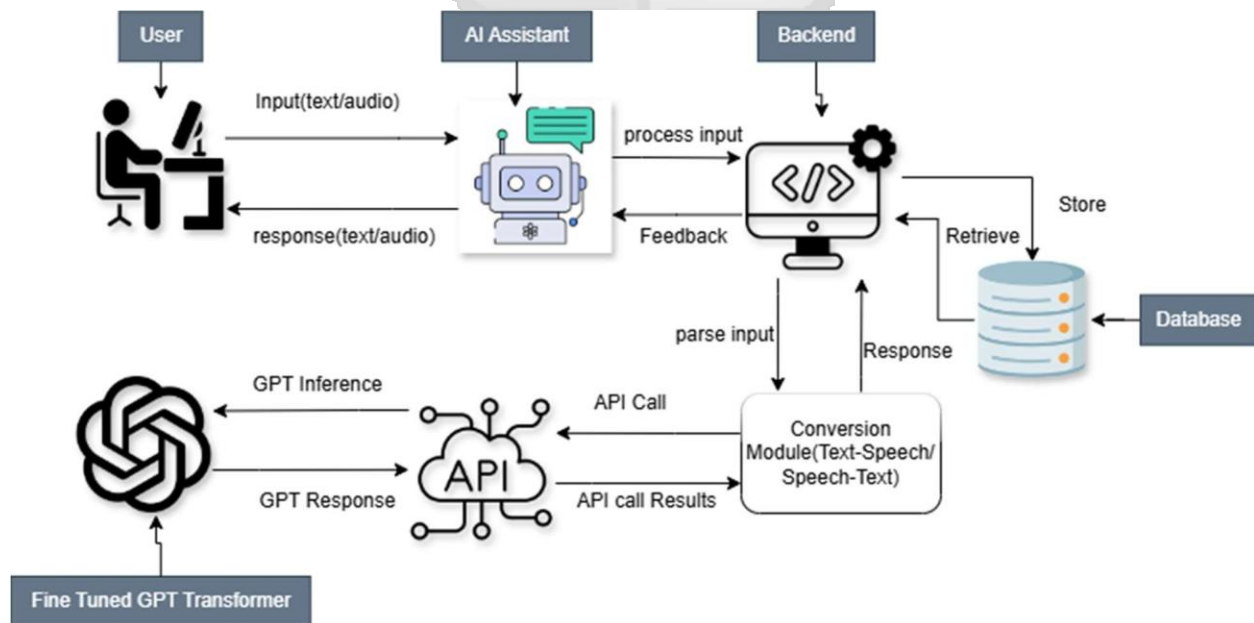 User
AI Assistant
Backend
Input(text/audio)
process input
response(text/audio)
Feedback
Store
Retrieve
Database
parse input
Response
GPT Inference
API Call
Conversion
Module(Text-Speech/
Speech-Text)
API
GPT Response
API call Results
Fine Tuned GPT Transformer